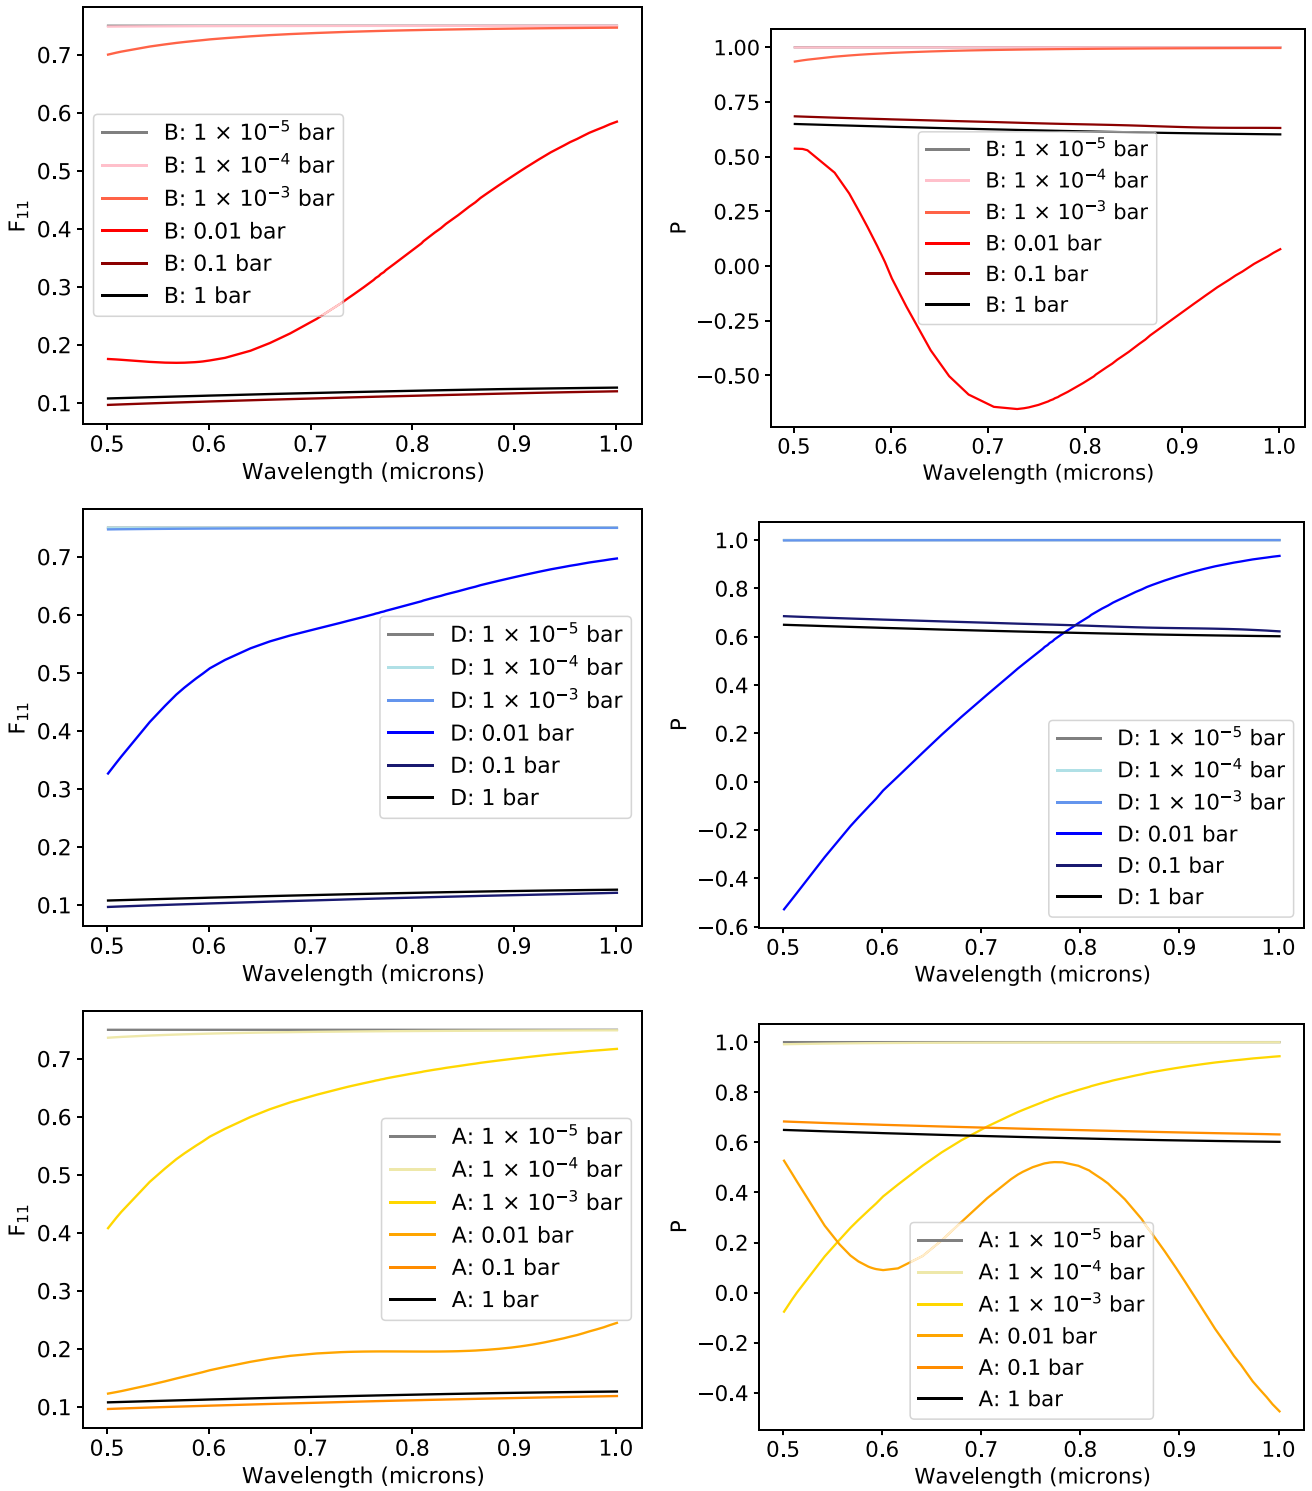 F₁₁
0.7
0.6
0.5
0.4
0.3
0.2
0.1
B: 1 × 10⁻⁵ bar
B: 1 × 10⁻⁴ bar
B: 1 × 10⁻³ bar
B: 0.01 bar
B: 0.1 bar
B: 1 bar
0.5 0.6 0.7 0.8 0.9 1.0
Wavelength (microns)
P
1.00
0.75
0.50
0.25
0.00
−0.25
−0.50
B: 1 × 10⁻⁵ bar
B: 1 × 10⁻⁴ bar
B: 1 × 10⁻³ bar
B: 0.01 bar
B: 0.1 bar
B: 1 bar
0.5 0.6 0.7 0.8 0.9 1.0
Wavelength (microns)
F₁₁
0.7
0.6
0.5
0.4
0.3
0.2
0.1
D: 1 × 10⁻⁵ bar
D: 1 × 10⁻⁴ bar
D: 1 × 10⁻³ bar
D: 0.01 bar
D: 0.1 bar
D: 1 bar
0.5 0.6 0.7 0.8 0.9 1.0
Wavelength (microns)
P
1.0
0.8
0.6
0.4
0.2
0.0
−0.2
−0.4
−0.6
D: 1 × 10⁻⁵ bar
D: 1 × 10⁻⁴ bar
D: 1 × 10⁻³ bar
D: 0.01 bar
D: 0.1 bar
D: 1 bar
0.5 0.6 0.7 0.8 0.9 1.0
Wavelength (microns)
F₁₁
0.7
0.6
0.5
0.4
0.3
0.2
0.1
A: 1 × 10⁻⁵ bar
A: 1 × 10⁻⁴ bar
A: 1 × 10⁻³ bar
A: 0.01 bar
A: 0.1 bar
A: 1 bar
0.5 0.6 0.7 0.8 0.9 1.0
Wavelength (microns)
P
1.0
0.8
0.6
0.4
0.2
0.0
−0.2
−0.4
A: 1 × 10⁻⁵ bar
A: 1 × 10⁻⁴ bar
A: 1 × 10⁻³ bar
A: 0.01 bar
A: 0.1 bar
A: 1 bar
0.5 0.6 0.7 0.8 0.9 1.0
Wavelength (microns)